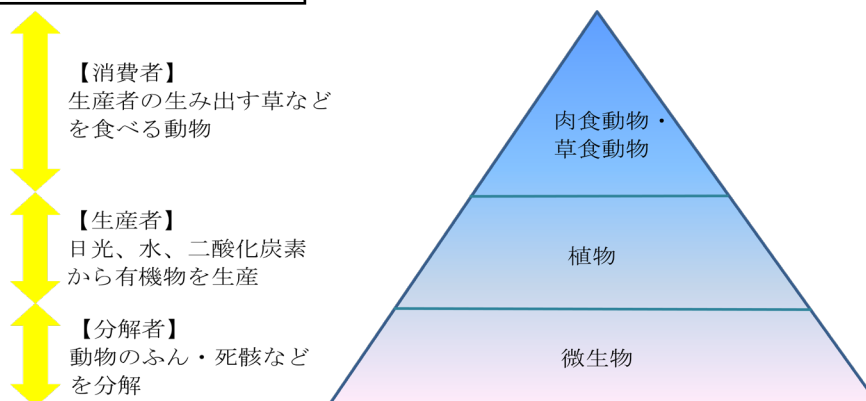 【消費者】
生産者の生み出す草など
を食べる動物
肉食動物・
草食動物
【生産者】
日光、水、二酸化炭素
から有機物を生産
植物
【分解者】
動物のふん・死骸など
を分解
微生物